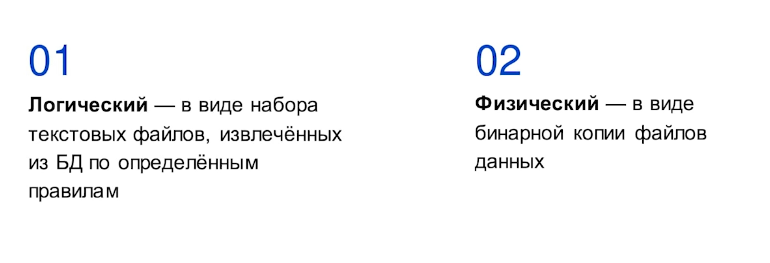 01
Логический — в виде набора
текстовых файлов, извлечённых
из БД по определённым
правилам
02
Физический — в виде
бинарной копии файлов
данных